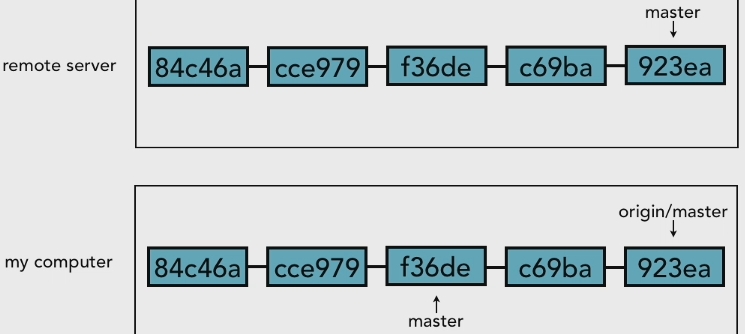 master
remote server
84c46a cce979 f36de c69ba 923ea
origin/master
my computer
84c46a cce979 f36de c69ba 923ea
master